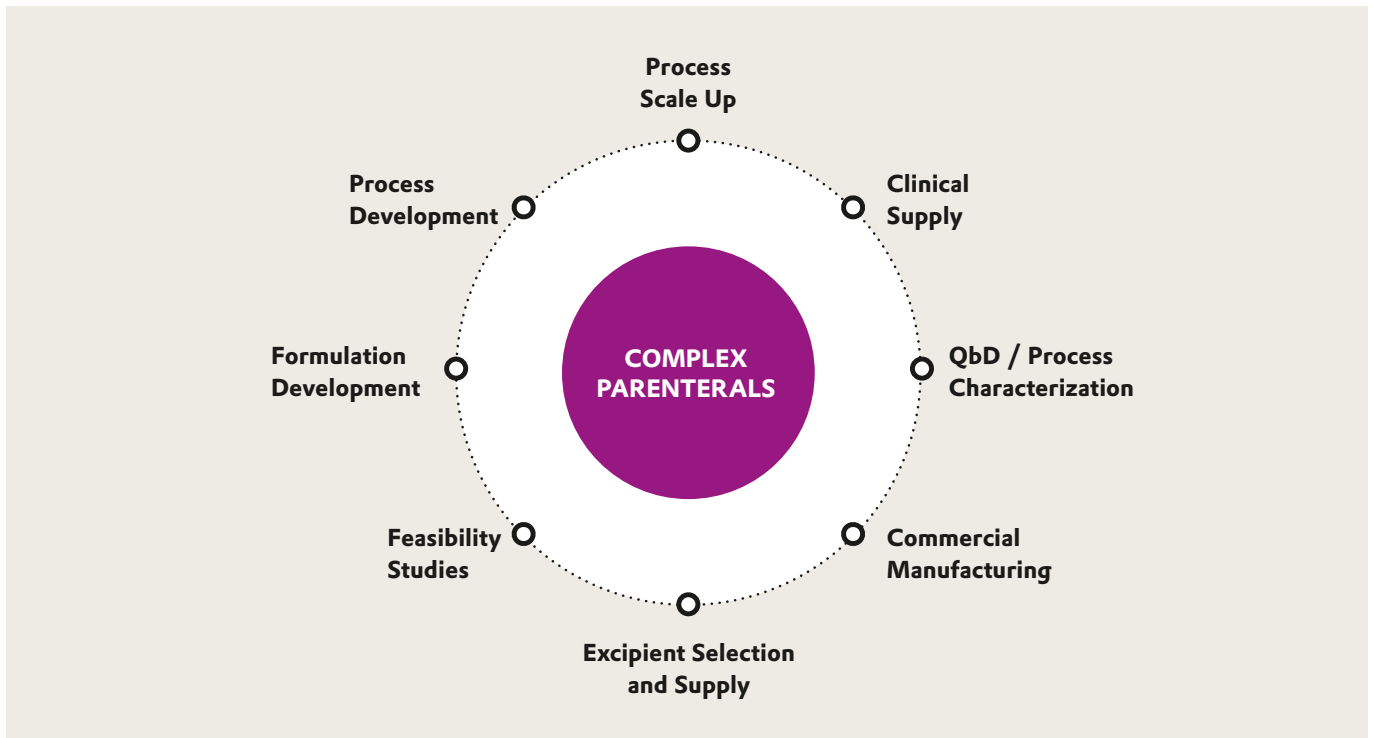 Process
Scale Up
Process
Development
Clinical
Supply
Formulation
Development
COMPLEX
PARENTERALS
QbD / Process
Characterization
Feasibility
Studies
Commercial
Manufacturing
Excipient Selection
and Supply